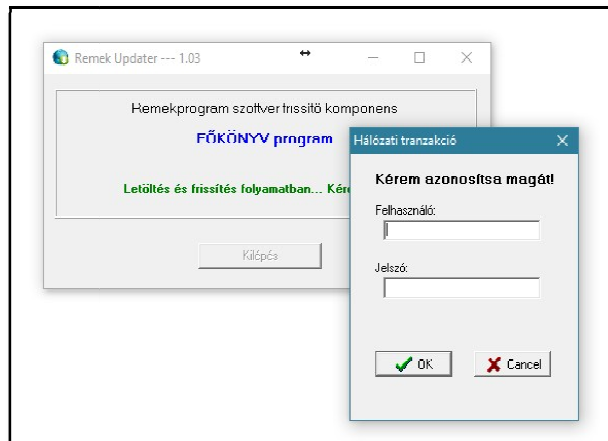 Remek Updater --- 1.03
Remekprogram szoftver frissítő komponens
FŐKÖNYV program
Letöltés és frissítés folyamatban...
Kilépés
Hálózati tranzakció
Kérem azonosítsa magát!
Felhasználó:
Jelszó:
OK
Cancel